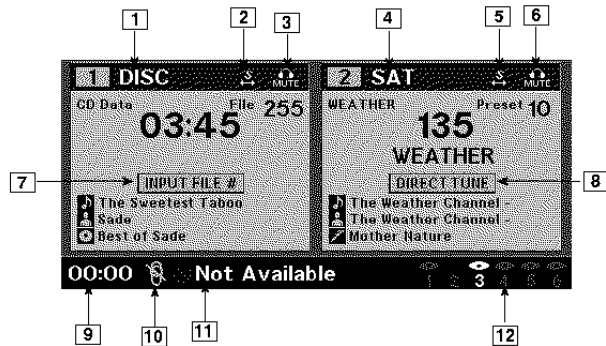 1 2 3 4 5 6
1 DISC S MUTE
2 SAT S MUTE
CD Data File 255
03:45
WEATHER Preset 10
135
WEATHER
7 INPUT FILE #
DIRECT TUNE 8
The Sweetest Taboo
Sade
Best of Sade
The Weather Channel -
The Weather Channel -
Mother Nature
00:00 Not Available 1 2 3 4 5 6
9 10 11 12